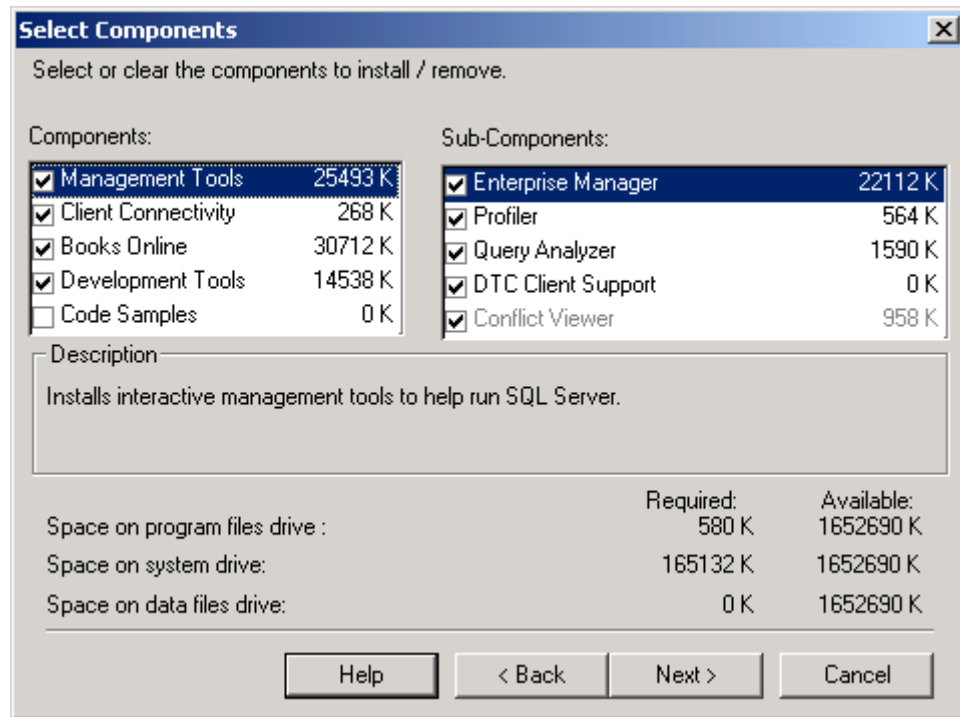 Select Components
Select or clear the components to install / remove.
Components:
Management Tools 25493 K
Client Connectivity 268 K
Books Online 30712 K
Development Tools 14538 K
Code Samples 0 K
Sub-Components:
Enterprise Manager 22112 K
Profiler 564 K
Query Analyzer 1590 K
DTC Client Support 0 K
Conflict Viewer 958 K
Description
Installs interactive management tools to help run SQL Server.
Required: Available:
Space on program files drive : 580 K 1652690 K
Space on system drive: 165132 K 1652690 K
Space on data files drive: 0 K 1652690 K
Help < Back Next > Cancel